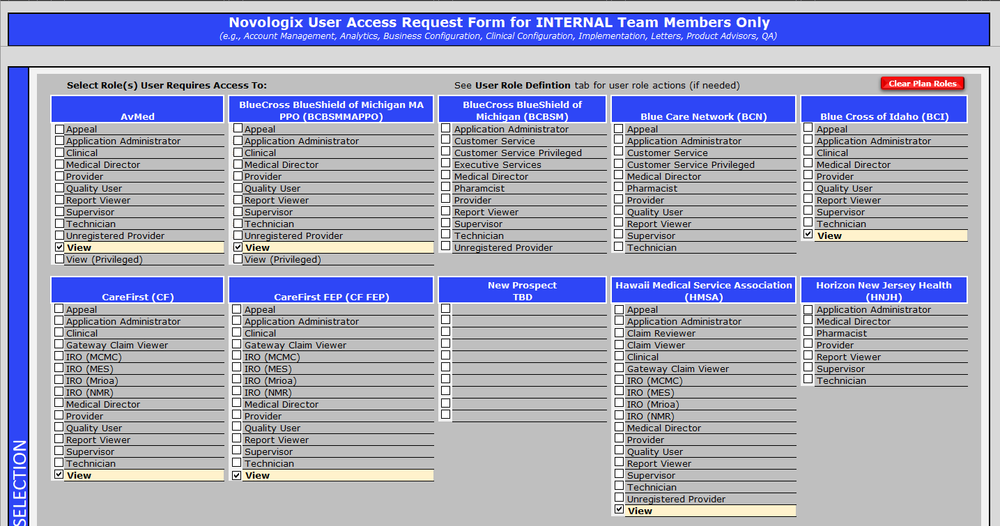 Novologix User Access Request Form for INTERNAL Team Members Only
(e.g., Account Management, Analytics, Business Configuration, Clinical Configuration, Implementation, Letters, Product Advisors, QA)
SELECTION
Select Role(s) User Requires Access To:
See User Role Defintion tab for user role actions (if needed)
Clear Plan Roles
AvMed
Appeal
Application Administrator
Clinical
Medical Director
Provider
Quality User
Report Viewer
Supervisor
Technician
Unregistered Provider
View
View (Privileged)
BlueCross BlueShield of Michigan MA
PPO (BCBSMMAPPO)
Appeal
Application Administrator
Clinical
Medical Director
Provider
Quality User
Report Viewer
Supervisor
Technician
Unregistered Provider
View
View (Privileged)
BlueCross BlueShield of
Michigan (BCBSM)
Application Administrator
Customer Service
Customer Service Privileged
Executive Services
Medical Director
Pharamcist
Provider
Report Viewer
Supervisor
Technician
Unregistered Provider
Blue Care Network (BCN)
Appeal
Application Administrator
Customer Service
Customer Service Privileged
Medical Director
Pharmacist
Provider
Quality User
Report Viewer
Supervisor
Technician
Blue Cross of Idaho (BCI)
Appeal
Application Administrator
Clinical
Medical Director
Provider
Quality User
Report Viewer
Supervisor
Technician
View
CareFirst (CF)
Appeal
Application Administrator
Clinical
Gateway Claim Viewer
IRO (MCMC)
IRO (MES)
IRO (Mrioa)
IRO (NMR)
Medical Director
Provider
Quality User
Report Viewer
Supervisor
Technician
View
CareFirst FEP (CF FEP)
Appeal
Application Administrator
Clinical
Gateway Claim Viewer
IRO (MCMC)
IRO (MES)
IRO (Mrioa)
IRO (NMR)
Medical Director
Provider
Quality User
Report Viewer
Supervisor
Technician
View
New Prospect
TBD
Hawaii Medical Service Association
(HMSA)
Appeal
Application Administrator
Claim Reviewer
Claim Viewer
Clinical
Gateway Claim Viewer
IRO (MCMC)
IRO (MES)
IRO (Mrioa)
IRO (NMR)
Medical Director
Provider
Quality User
Report Viewer
Supervisor
Technician
Unregistered Provider
View
Horizon New Jersey Health
(HNJH)
Application Administrator
Medical Director
Pharmacist
Provider
Report Viewer
Supervisor
Technician